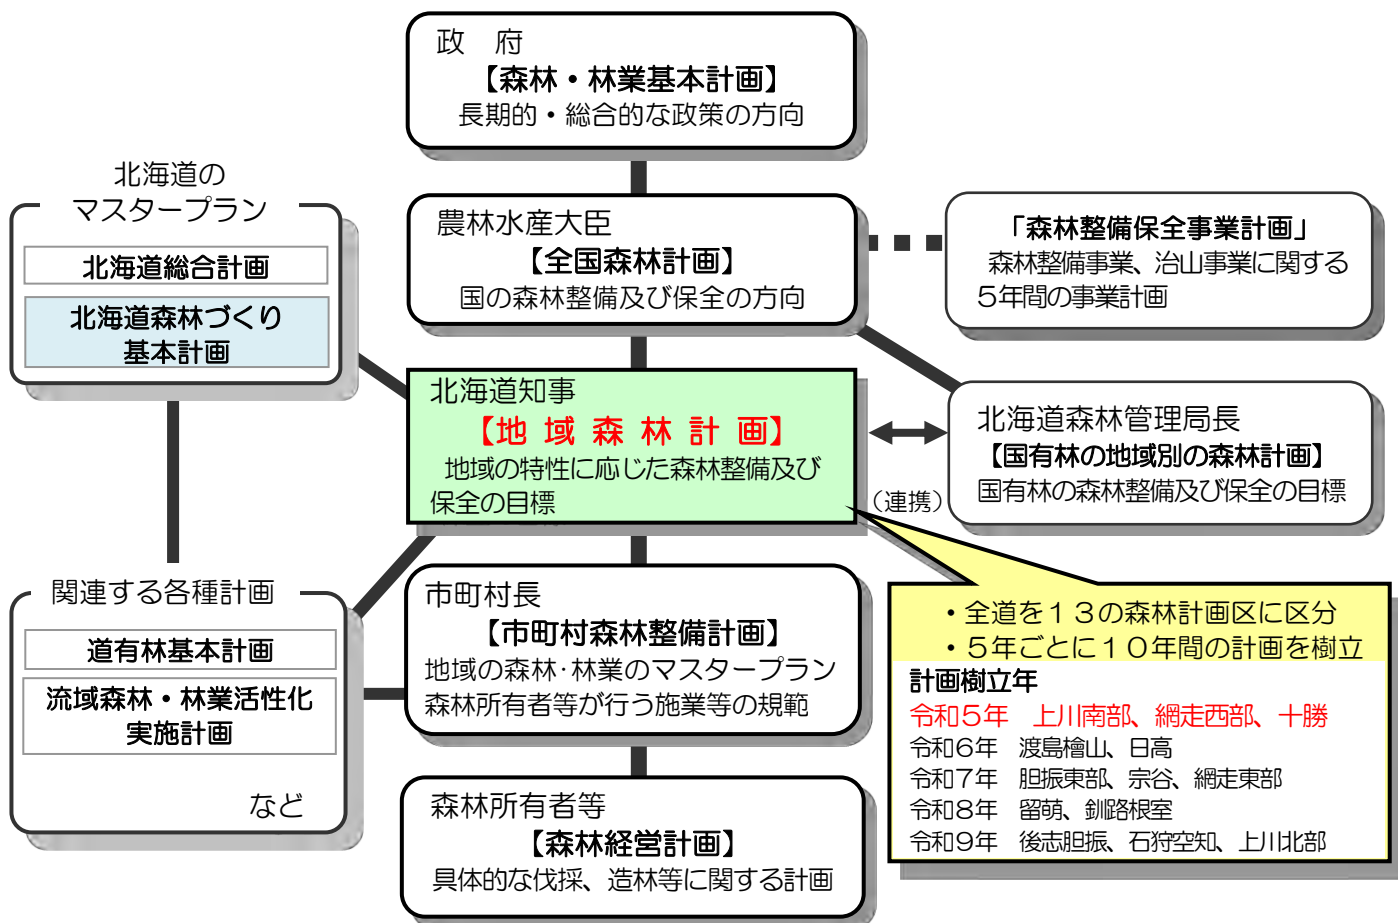 政　府
【森林・林業基本計画】
長期的・総合的な政策の方向
北海道の
マスタープラン
北海道総合計画
北海道森林づくり
基本計画
農林水産大臣
【全国森林計画】
国の森林整備及び保全の方向
「森林整備保全事業計画」
森林整備事業、治山事業に関する
５年間の事業計画
北海道知事
【地 域 森 林 計 画】
地域の特性に応じた森林整備及び
保全の目標
北海道森林管理局長
【国有林の地域別の森林計画】
国有林の森林整備及び保全の目標
（連携）
関連する各種計画
道有林基本計画
流域森林・林業活性化
実施計画
など
市町村長
【市町村森林整備計画】
地域の森林・林業のマスタープラン
森林所有者等が行う施業等の規範
森林所有者等
【森林経営計画】
具体的な伐採、造林等に関する計画
・全道を１３の森林計画区に区分
・５年ごとに１０年間の計画を樹立
計画樹立年
令和５年　上川南部、網走西部、十勝
令和６年　渡島檜山、日高
令和７年　胆振東部、宗谷、網走東部
令和８年　留萌、釧路根室
令和９年　後志胆振、石狩空知、上川北部